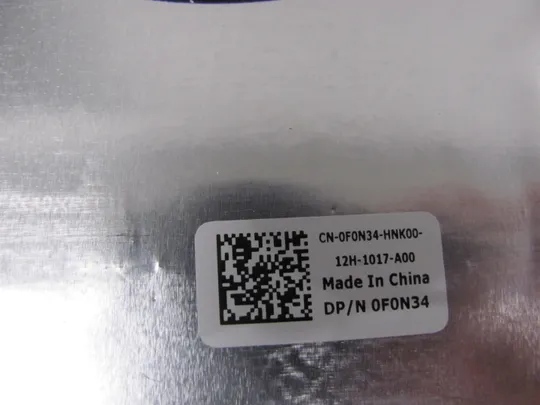 CN-0F0N34-HNK00-
12H-1017-A00
Made In China
DP/N 0F0N34